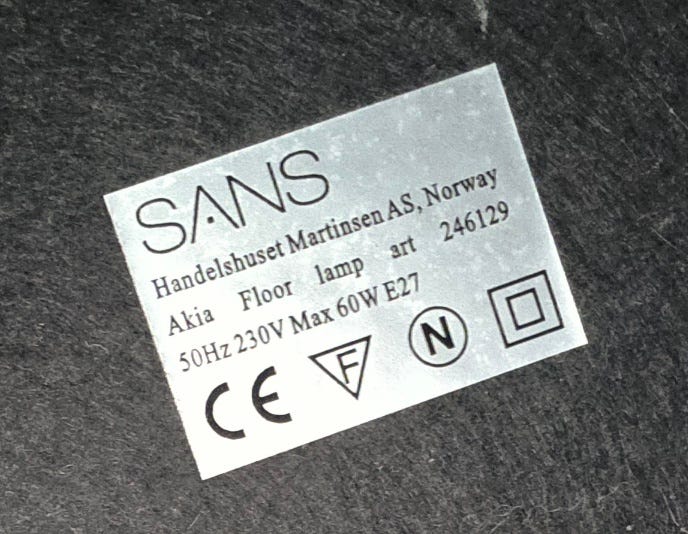 SANS
Handelshuset Martinsen AS, Norway
Akia Floor lamp art 246129
50Hz 230V Max 60W E27
CE F N